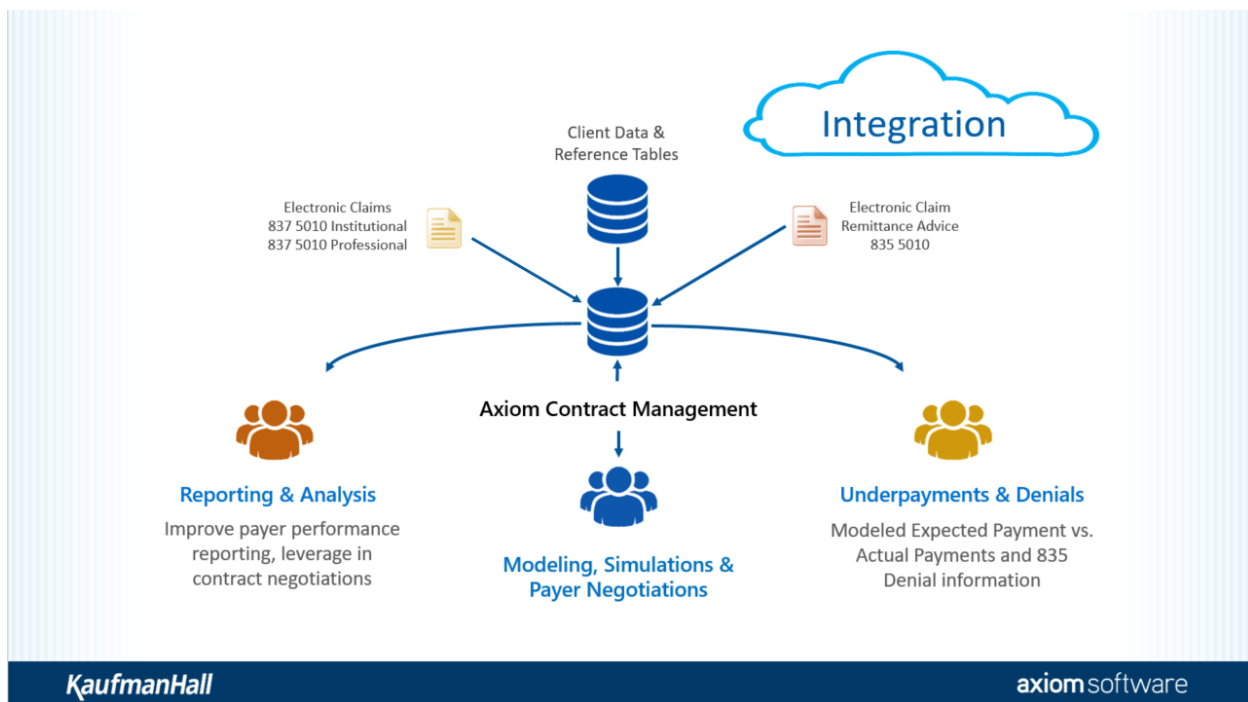 Integration
Client Data &
Reference Tables
Electronic Claims
837 5010 Institutional
837 5010 Professional
Electronic Claim
Remittance Advice
835 5010
Axiom Contract Management
Reporting & Analysis
Improve payer performance
reporting, leverage in
contract negotiations
Modeling, Simulations &
Payer Negotiations
Underpayments & Denials
Modeled Expected Payment vs.
Actual Payments and 835
Denial information
KaufmanHall
axiomsoftware